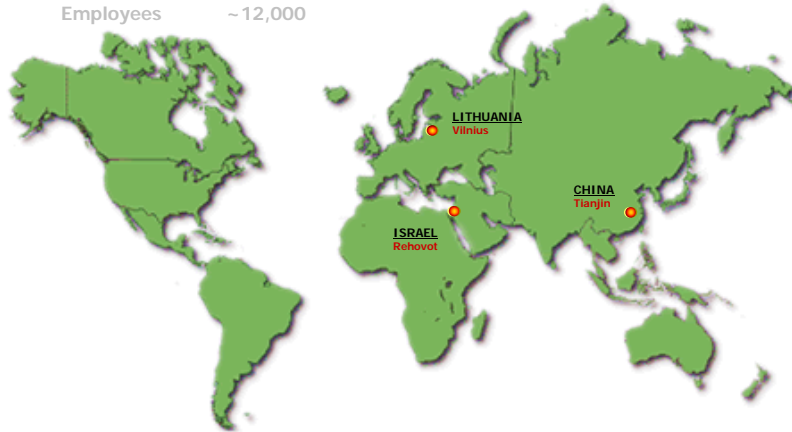 Employees ~12,000
LITHUANIA
Vilnius
CHINA
Tianjin
ISRAEL
Rehovot